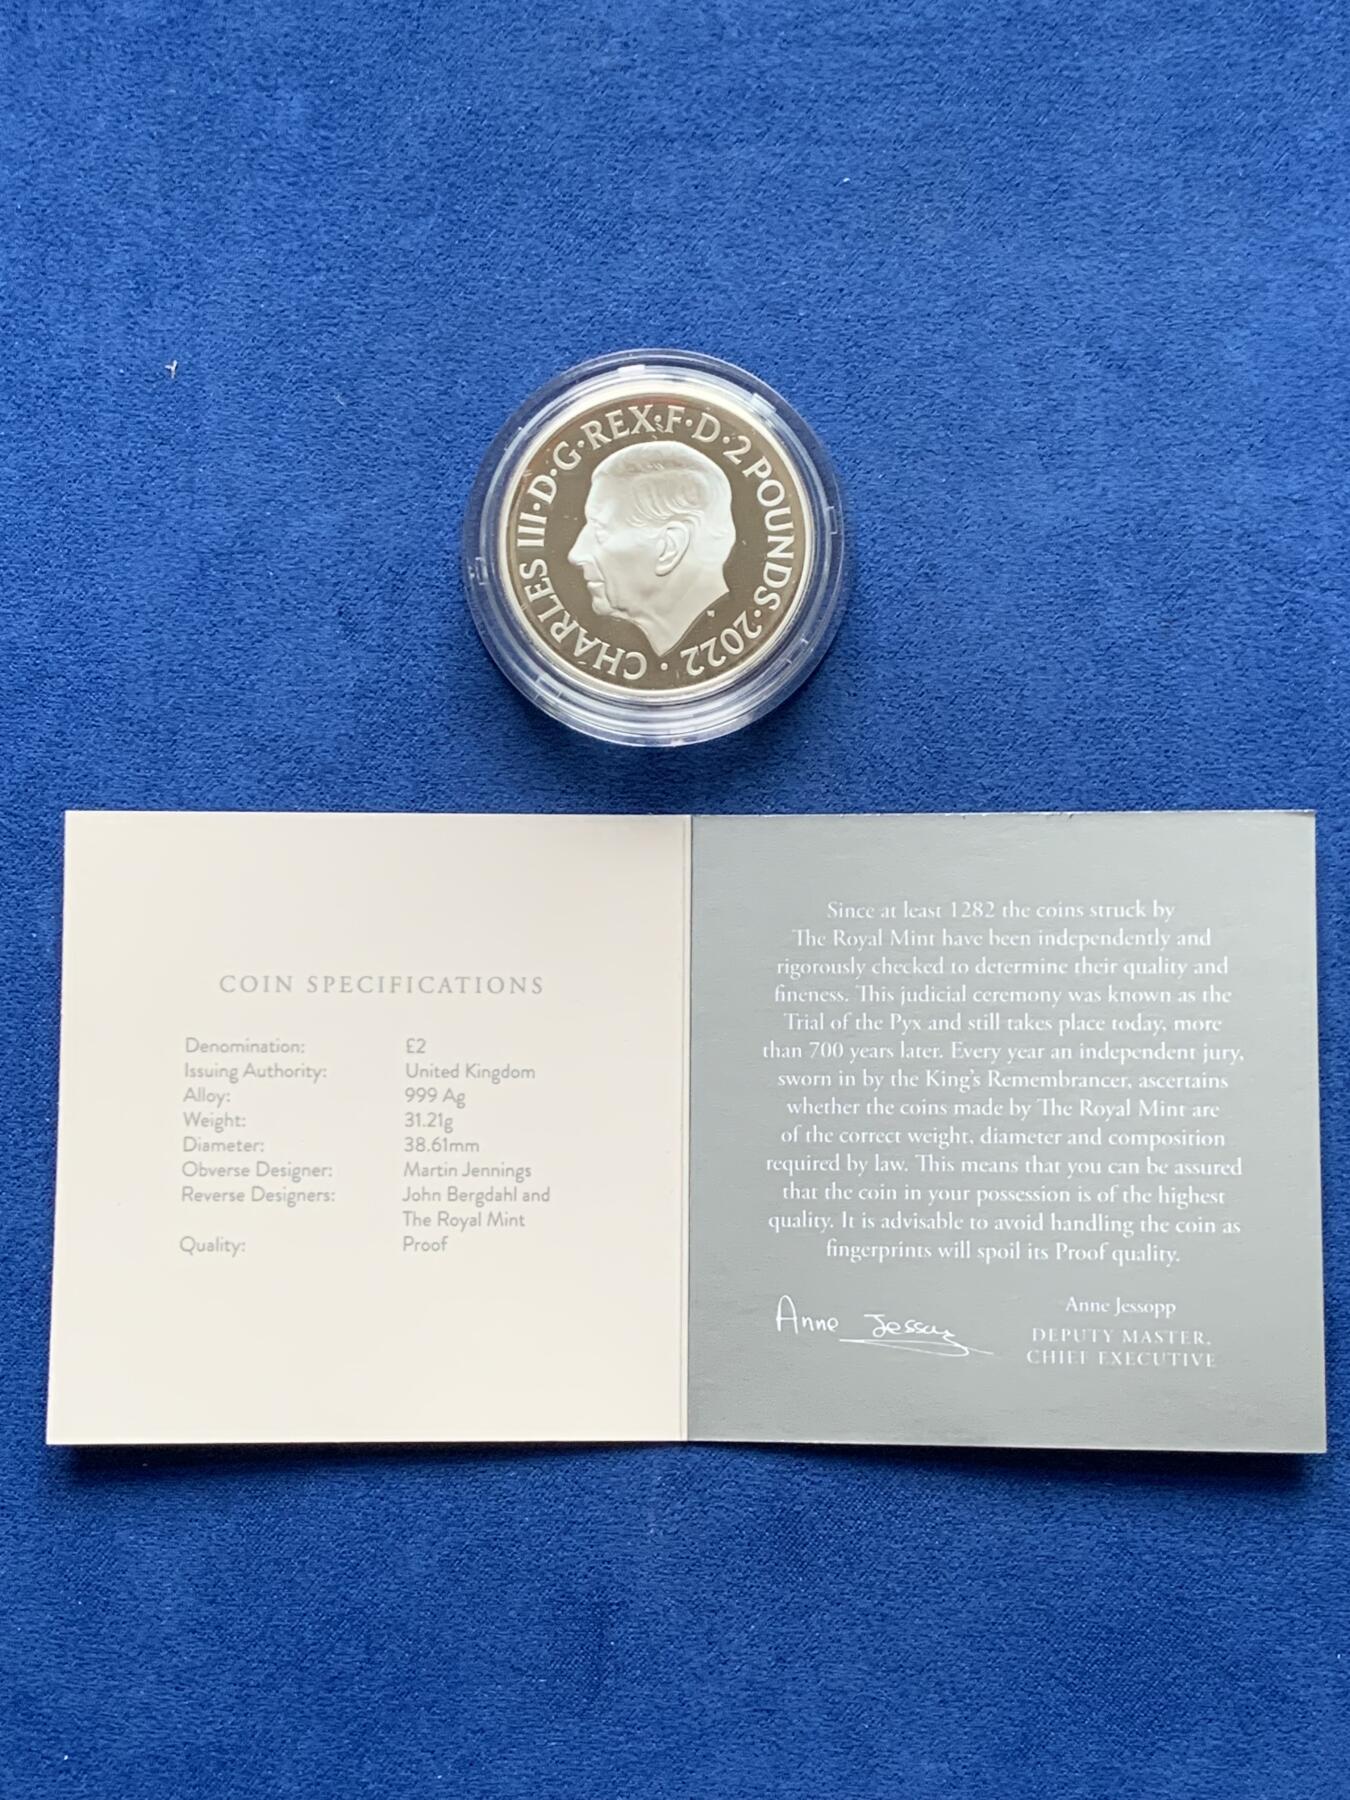 CHARLES III·D·G·REX·F·D·2 POUNDS·2022·
COIN SPECIFICATIONS
Denomination: £2
Issuing Authority: United Kingdom
Alloy: 999 Ag
Weight: 31.21g
Diameter: 38.61mm
Obverse Designer: Martin Jennings
Reverse Designers: John Bergdahl and
The Royal Mint
Quality: Proof
Since at least 1282 the coins struck by
The Royal Mint have been independently and
rigorously checked to determine their quality and
fineness. This judicial ceremony was known as the
Trial of the Pyx and still takes place today, more
than 700 years later. Every year an independent jury,
sworn in by the King's Remembrancer, ascertains
whether the coins made by The Royal Mint are
of the correct weight, diameter and composition
required by law. This means that you can be assured
that the coin in your possession is of the highest
quality. It is advisable to avoid handling the coin as
fingerprints will spoil its Proof quality.
Anne Jessopp
Anne Jessopp
DEPUTY MASTER,
CHIEF EXECUTIVE